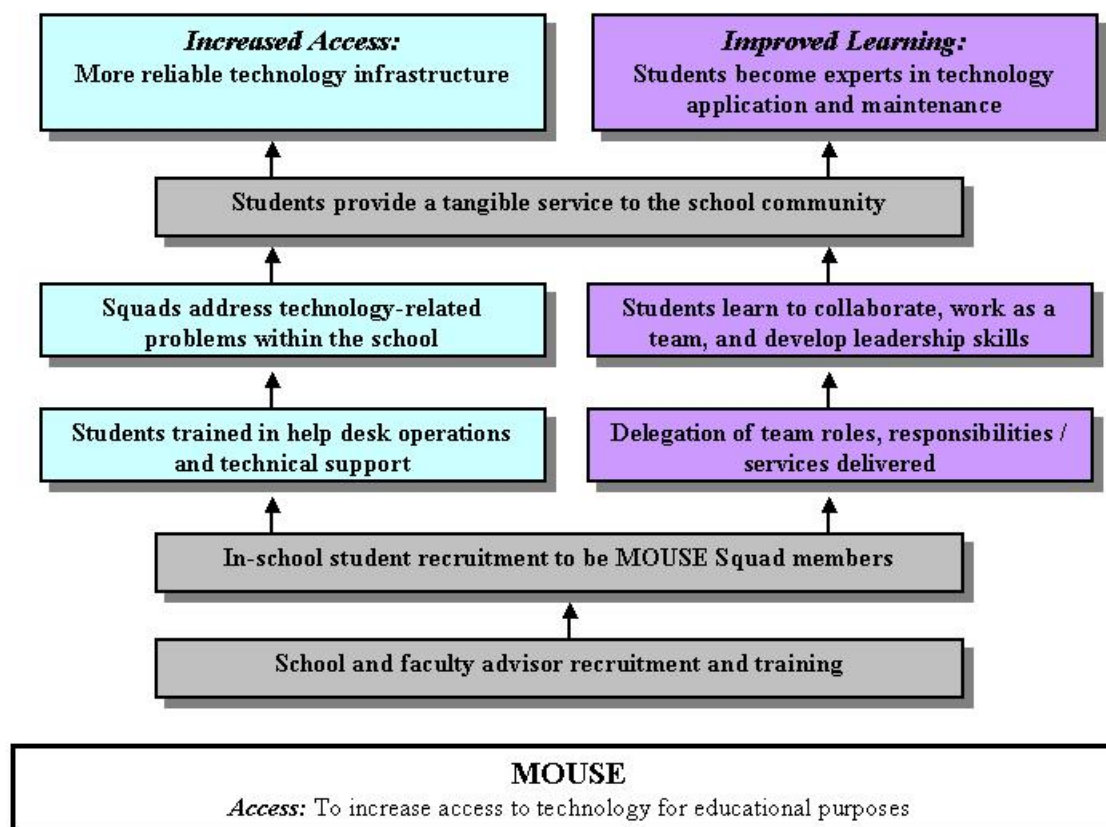 Increased Access:
More reliable technology infrastructure
Improved Learning:
Students become experts in technology
application and maintenance
Students provide a tangible service to the school community
Squads address technology-related
problems within the school
Students learn to collaborate, work as a
team, and develop leadership skills
Students trained in help desk operations
and technical support
Delegation of team roles, responsibilities /
services delivered
In-school student recruitment to be MOUSE Squad members
School and faculty advisor recruitment and training
MOUSE
Access: To increase access to technology for educational purposes